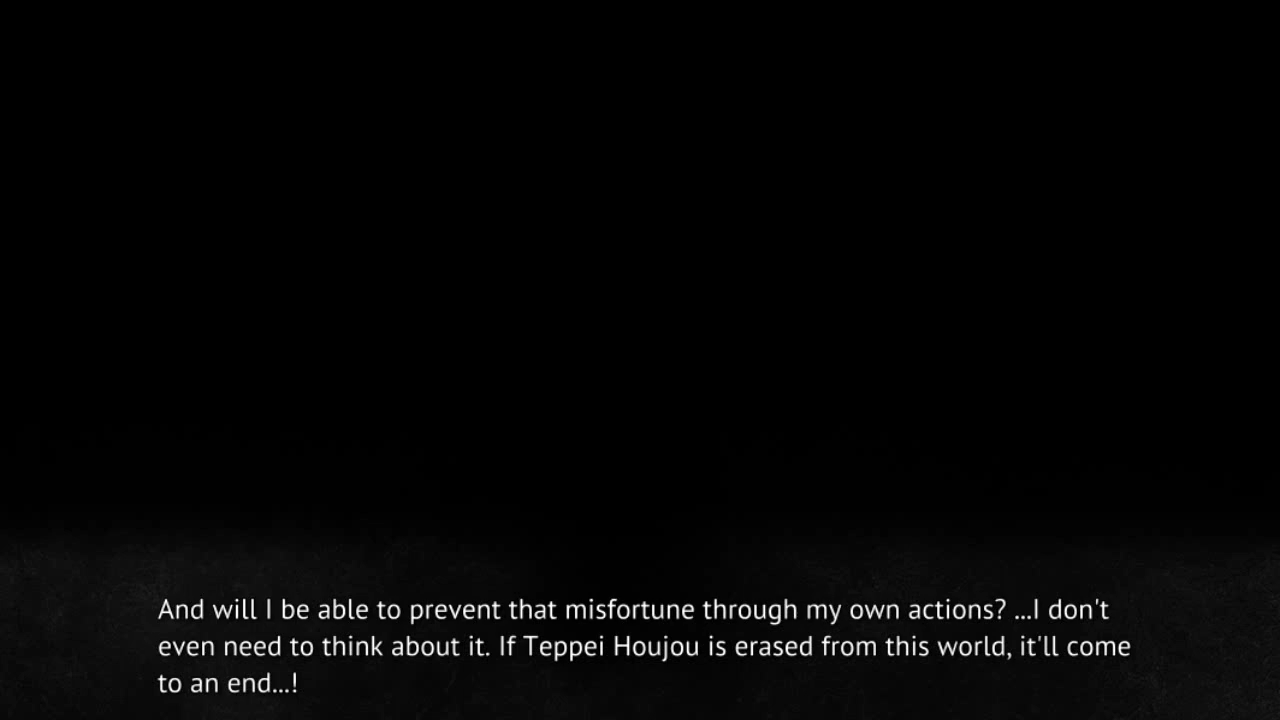 And will I be able to prevent that misfortune through my own actions? ...I don't
even need to think about it. If Teppei Houjou is erased from this world, it'll come
to an end...!